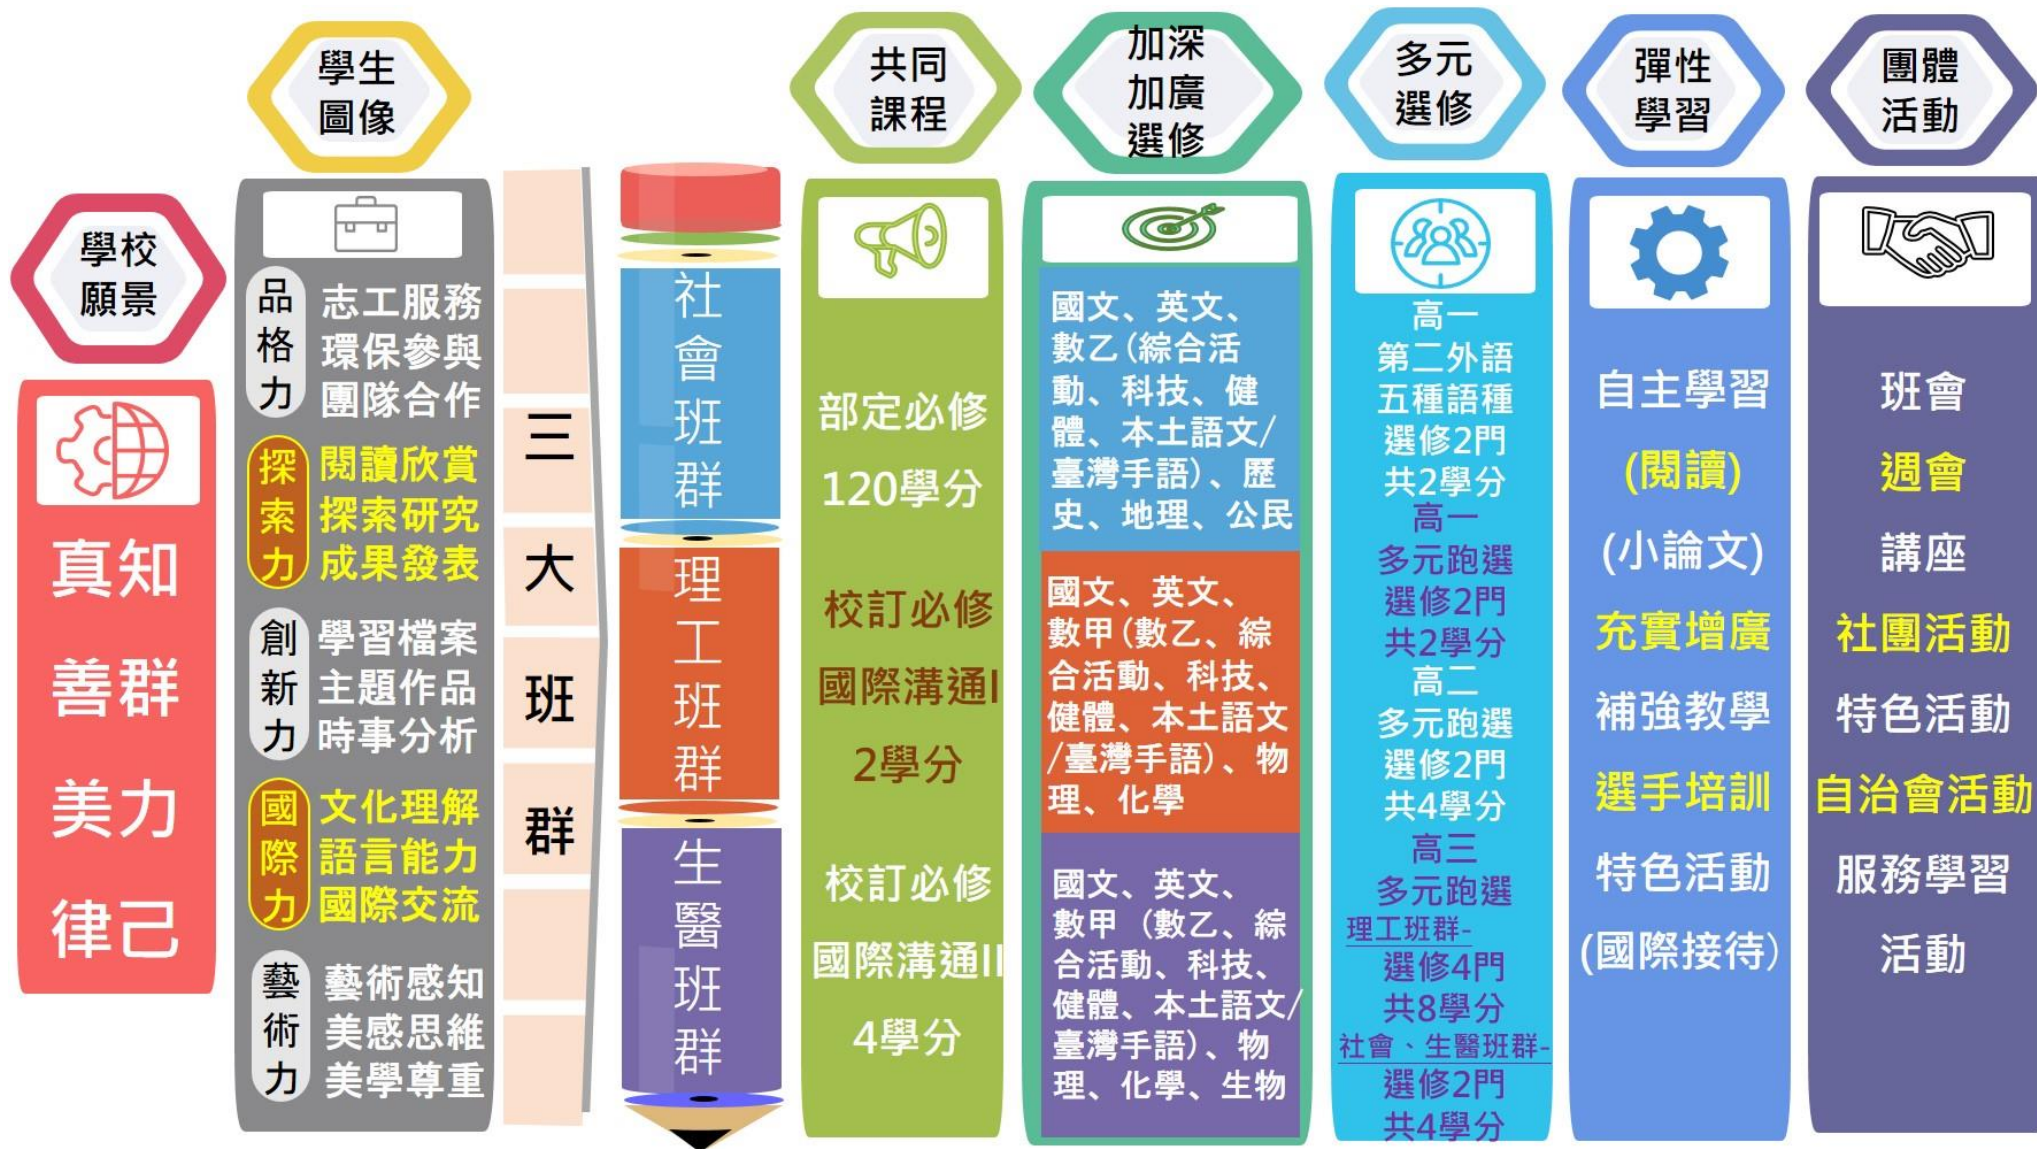 學校
願景
真知
善群
美力
律己
學生
圖像
品格力
志工服務
環保參與
團隊合作
探索力
閱讀欣賞
探索研究
成果發表
創新力
學習檔案
主題作品
時事分析
國際力
文化理解
語言能力
國際交流
藝術力
藝術感知
美感思維
美學尊重
三大班群
社會班群
理工班群
生醫班群
共同
課程
部定必修
120學分
校訂必修
國際溝通I
2學分
校訂必修
國際溝通II
4學分
加深
加廣
選修
國文、英文、
數乙(綜合活
動、科技、健
體、本土語文/
臺灣手語)、歷
史、地理、公民
國文、英文、
數甲(數乙、綜
合活動、科技、
健體、本土語文
/臺灣手語)、物
理、化學
國文、英文、
數甲（數乙、綜
合活動、科技、
健體、本土語文/
臺灣手語)、物
理、化學、生物
多元
選修
高一
第二外語
五種語種
選修2門
共2學分
高一
多元跑選
選修2門
共2學分
高二
多元跑選
選修2門
共4學分
高三
多元跑選
理工班群-
選修4門
共8學分
社會、生醫班群-
選修2門
共4學分
彈性
學習
自主學習
(閱讀)
(小論文)
充實增廣
補強教學
選手培訓
特色活動
(國際接待)
團體
活動
班會
週會
講座
社團活動
特色活動
自治會活動
服務學習
活動